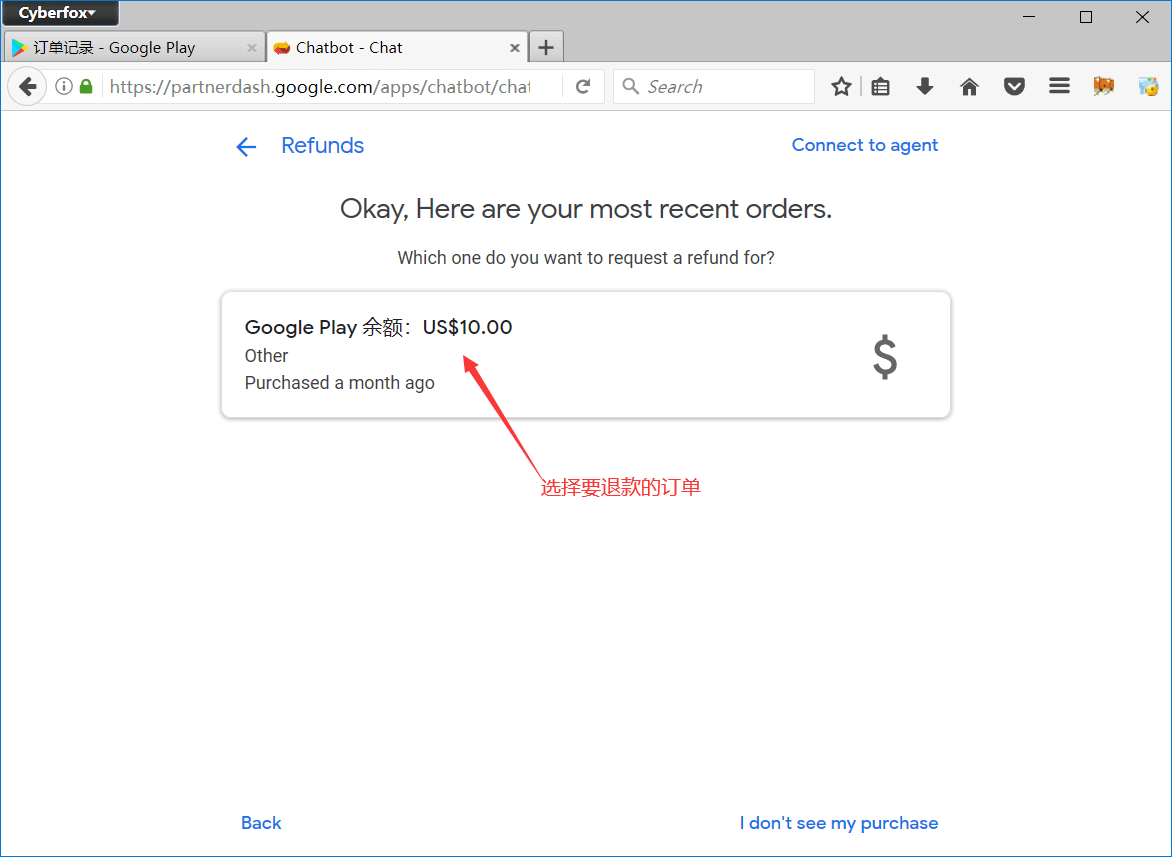 Cyberfox
订单记录 - Google Play
Chatbot - Chat
https://partnerdash.google.com/apps/chatbot/chat
Search
Refunds
Connect to agent
Okay, Here are your most recent orders.
Which one do you want to request a refund for?
Google Play 余额：US$10.00
Other
Purchased a month ago
$
选择要退款的订单
Back
I don't see my purchase